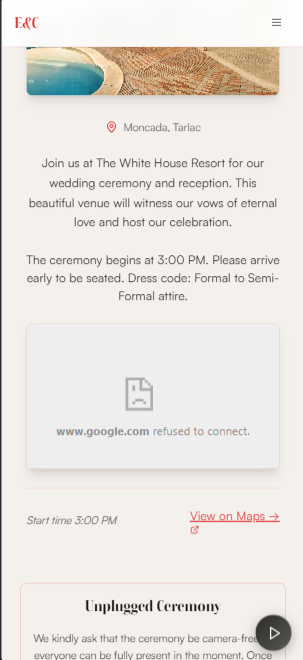 E&C
Moncada, Tarlac
Join us at The White House Resort for our
wedding ceremony and reception. This
beautiful venue will witness our vows of eternal
love and host our celebration.
The ceremony begins at 3:00 PM. Please arrive
early to be seated. Dress code: Formal to Semi-
Formal attire.
www.google.com refused to connect.
Start time 3:00 PM
View on Maps →
Unplugged Ceremony
We kindly ask that the ceremony be camera-free
everyone can be fully present in the moment. Once